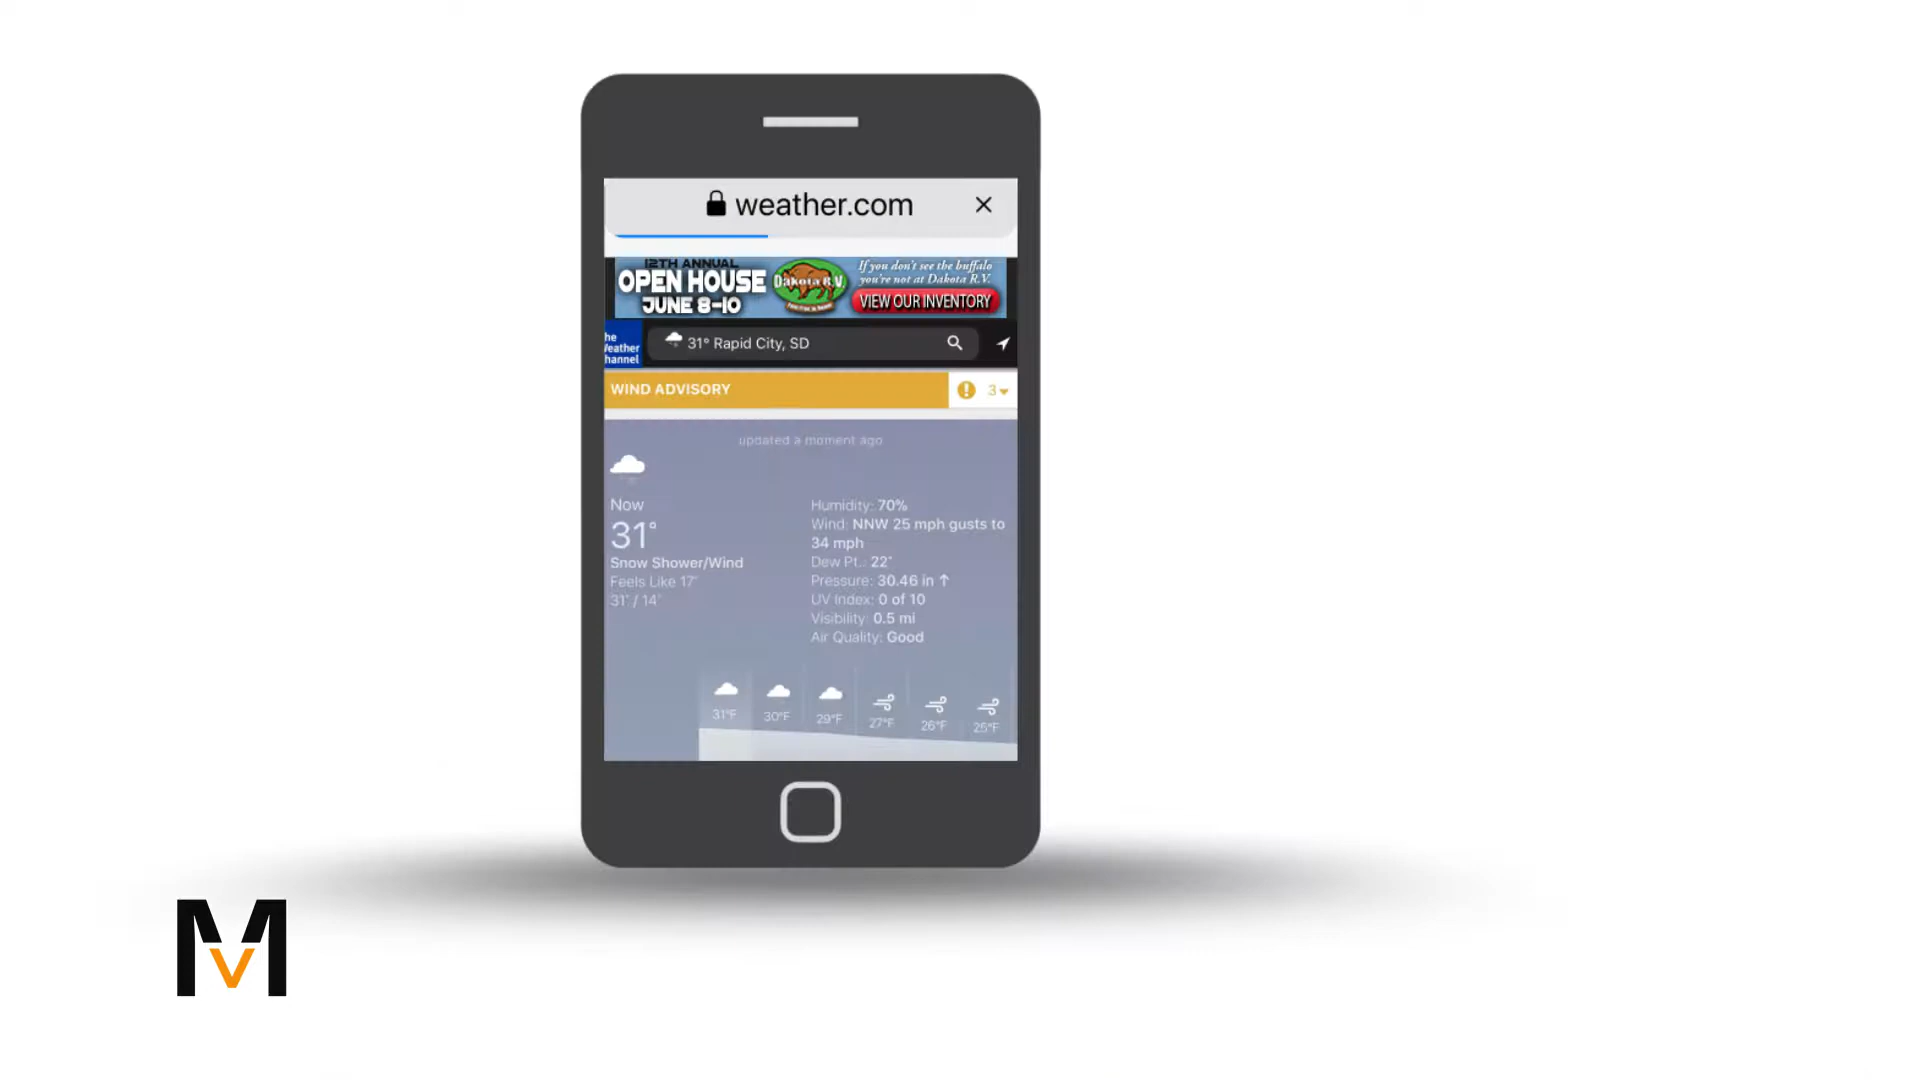 weather.com
12TH ANNUAL
OPEN HOUSE
JUNE 8-10
Dakota R.V.
If you don't see the buffalo
you're not at Dakota R.V.
VIEW OUR INVENTORY
he
Weather
hannel
31° Rapid City, SD
WIND ADVISORY
3
updated a moment ago
Now
31°
Snow Shower/Wind
Feels Like 17°
31° / 14°
Humidity: 70%
Wind: NNW 25 mph gusts to
34 mph
Dew Pt.: 22°
Pressure: 30.46 in ↑
UV Index: 0 of 10
Visibility: 0.5 mi
Air Quality: Good
31°F 30°F 29°F 27°F 26°F 25°F
MV